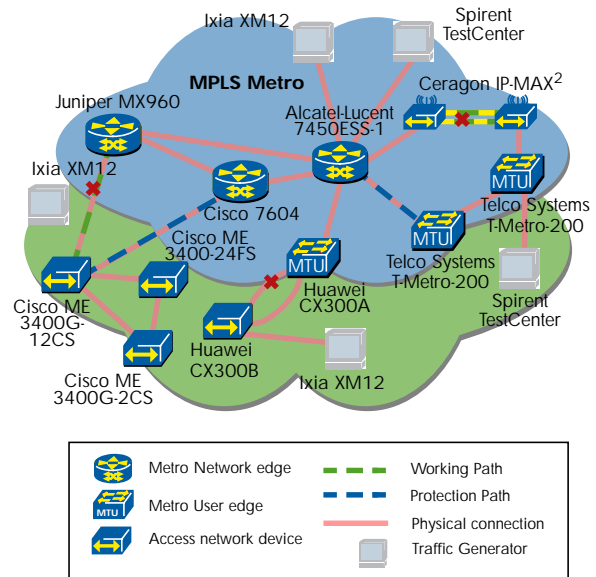 Ixia XM12
Spirent
TestCenter
MPLS Metro
Ceragon IP-MAX²
Juniper MX960
Alcatel-Lucent
7450ESS-1
Ixia XM12
MTU
Cisco 7604
Telco Systems
T-Metro-200
Cisco ME
3400-24FS
MTU
MTU
Telco Systems
T-Metro-200
Huawei
CX300A
Spirent
TestCenter
Cisco ME
3400G-
12CS
Huawei
CX300B
Ixia XM12
Cisco ME
3400G-2CS
Metro Network edge
Working Path
MTU
Metro User edge
Protection Path
Physical connection
Access network device
Traffic Generator